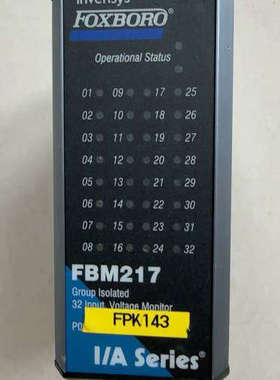 invensys
FOXBORO
Operational Status
01 09 17 25
02 10 18 26
03 11 19 27
04 12 20 28
05 13 21 29
06 14 22 30
07 15 23 31
08 16 24 32
FBM217
Group Isolated
32 Input, Voltage Monitor
FPK143
I/A Series®